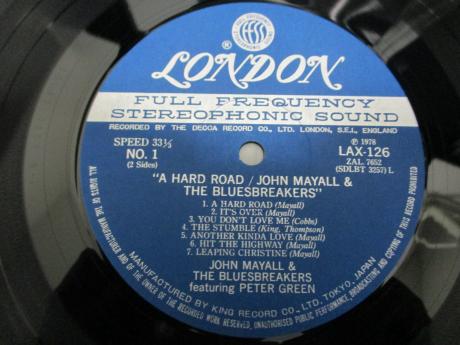 FULL FREQUENCY
® LONDON
FULL FREQUENCY
STEREOPHONIC SOUND
RECORDED BY THE DECCA RECORD CO., LTD. LONDON, S.E.I., ENGLAND
SPEED 33⅓
NO. 1
(2 Sides)
Ⓟ 1978
LAX-126
ZAL. 7652
(SDLBT 3257) L
"A HARD ROAD / JOHN MAYALL &
THE BLUESBREAKERS"
1. A HARD ROAD (Mayall)
2. IT'S OVER (Mayall)
3. YOU DON'T LOVE ME (Cobbs)
4. THE STUMBLE (King, Thompson)
5. ANOTHER KINDA LOVE (Mayall)
6. HIT THE HIGHWAY (Mayall)
7. LEAPING CHRISTINE (Mayall)
JOHN MAYALL &
THE BLUESBREAKERS
featuring PETER GREEN
MANUFACTURED BY KING RECORD CO., LTD, TOKYO, JAPAN
ALL RIGHTS OF THE MANUFACTURER AND OF THE OWNER OF THE RECORDED WORK RESERVED, UNAUTHORISED PUBLIC PERFORMANCE, BROADCASTING AND COPYING OF THIS RECORD PROHIBITED